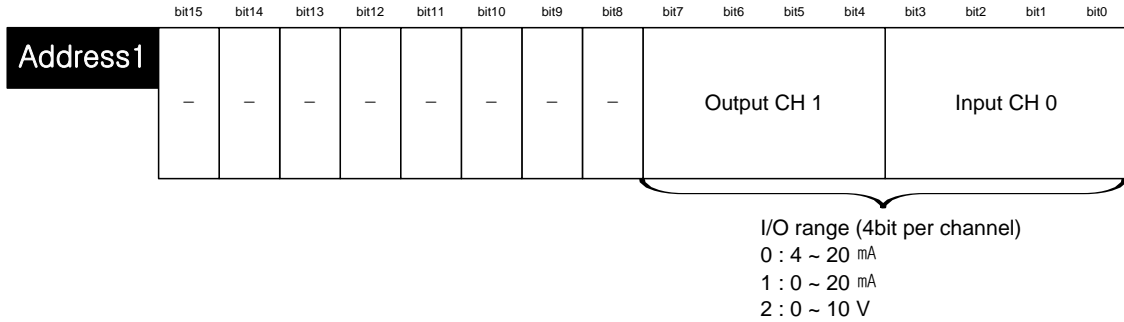 bit15 bit14 bit13 bit12 bit11 bit10 bit9 bit8 bit7 bit6 bit5 bit4 bit3 bit2 bit1 bit0
Address1
– – – – – – – – Output CH 1 Input CH 0
I/O range (4bit per channel)
0 : 4 ~ 20 ㎃
1 : 0 ~ 20 ㎃
2 : 0 ~ 10 V